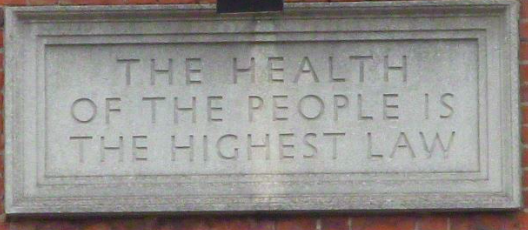 THE HEALTH
OF THE PEOPLE IS
THE HIGHEST LAW